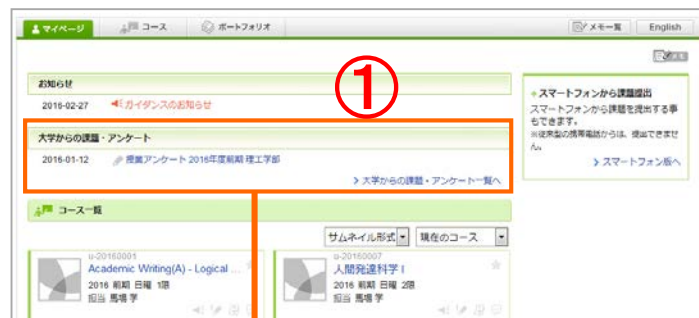 マイページ コース ポートフォリオ メモ一覧 English
メモ
お知らせ
2016-02-27 ガイダンスのお知らせ
①
大学からの課題・アンケート
2016-01-12 授業アンケート 2016年度前期 理工学部
大学からの課題・アンケート一覧へ
+スマートフォンから課題提出
スマートフォンから課題を提出する事
もできます。
※従来型の携帯電話からは、提出できませ
ん。
スマートフォン版へ
コース一覧
サムネイル形式 現在のコース
u-20160001
Academic Writing(A) - Logical ...
2016 前期 日曜 1限
担当 馬場 学
u-20160007
人間発達科学 I
2016 前期 日曜 2限
担当 馬場 学